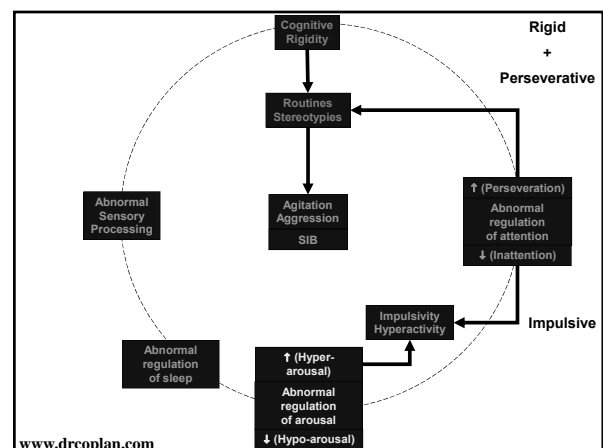 Cognitive
Rigidity
Rigid
+
Perseverative
Routines
Stereotypies
↑ (Perseveration)
Abnormal
regulation
of attention
↓ (Inattention)
Abnormal
Sensory
Processing
Agitation
Aggression
SIB
Impulsivity
Hyperactivity
Impulsive
Abnormal
regulation
of sleep
↑ (Hyper-
arousal)
Abnormal
regulation
of arousal
↓ (Hypo-arousal)
www.drcoplan.com